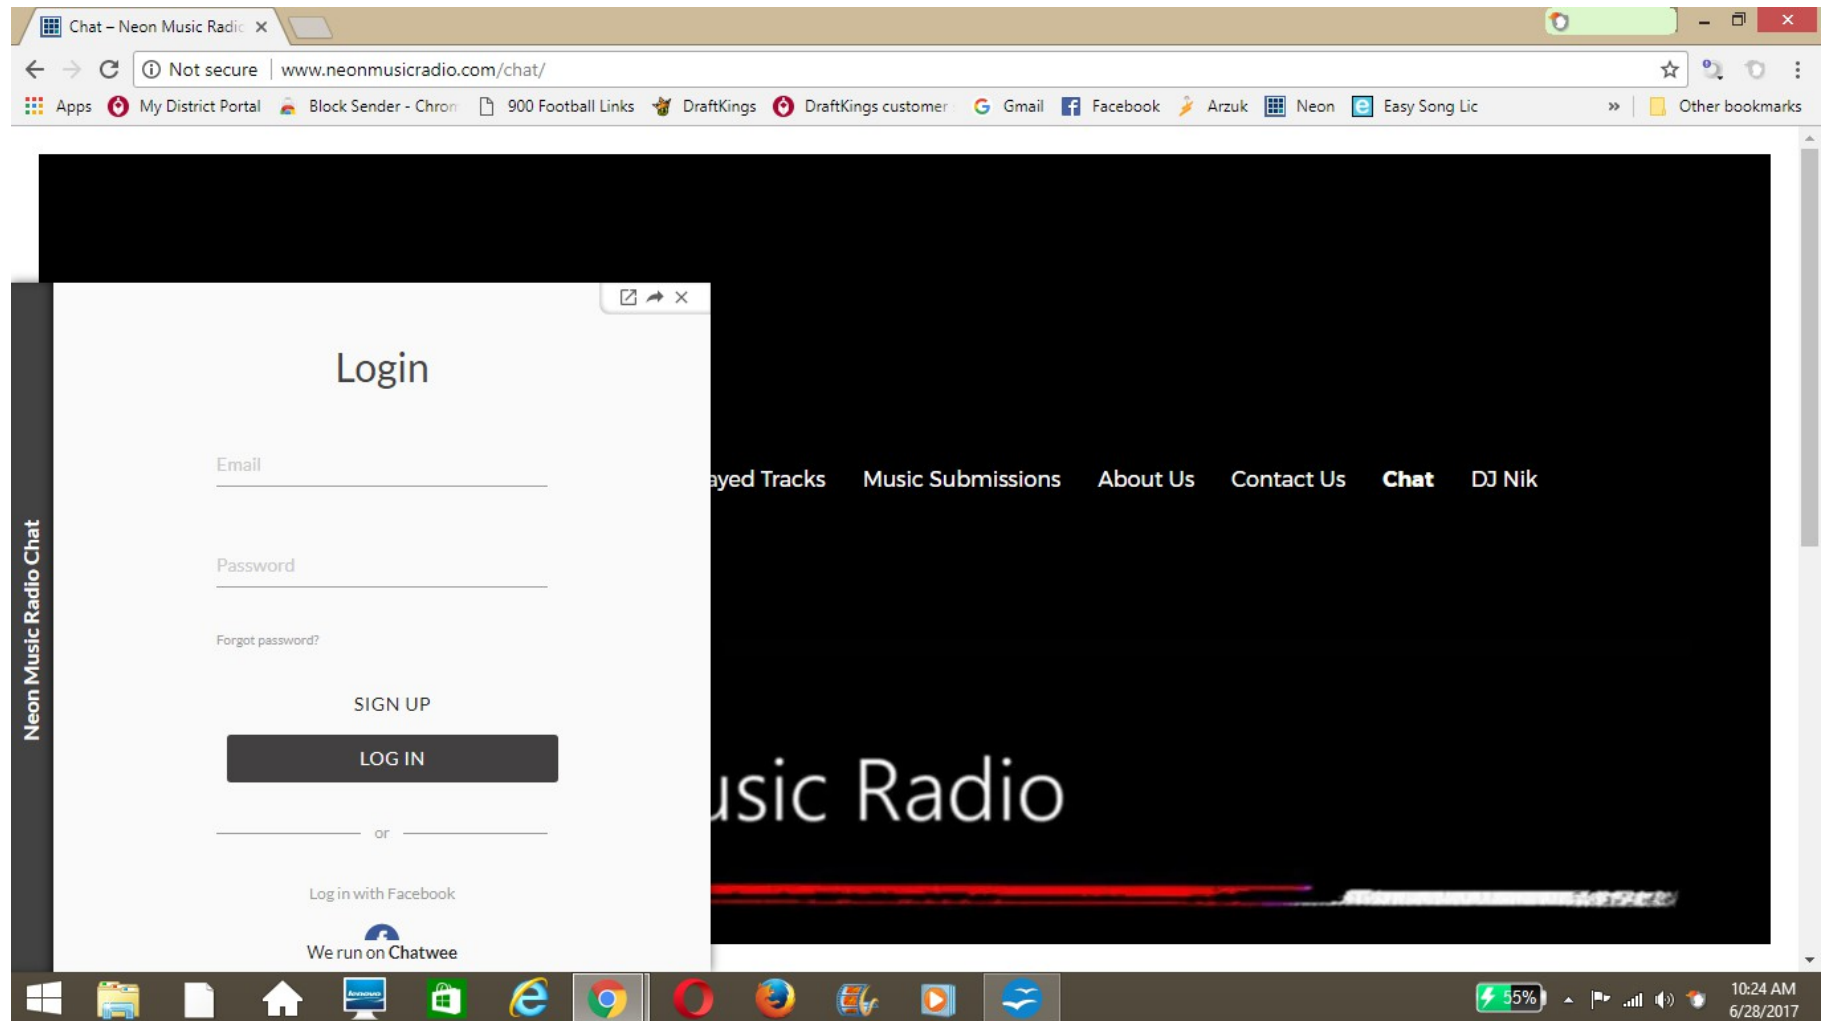 Chat – Neon Music Radio
Not secure www.neonmusicradio.com/chat/
Apps My District Portal Block Sender - Chrom 900 Football Links DraftKings DraftKings customer Gmail Facebook Arzuk Neon Easy Song Lic » Other bookmarks
Login
Email
ayed Tracks Music Submissions About Us Contact Us Chat DJ Nik
Password
Neon Music Radio Chat
Forgot password?
SIGN UP
LOG IN
usic Radio
or
Log in with Facebook
We run on Chatwee
lenovo
55%
10:24 AM
6/28/2017